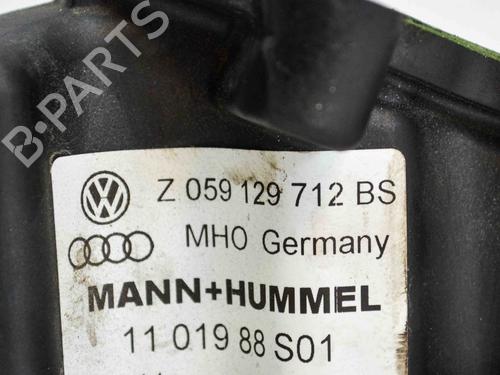 B-PARTS
Z 059 129 712 BS
MHO Germany
MANN+HUMMEL
11 019 88 S01